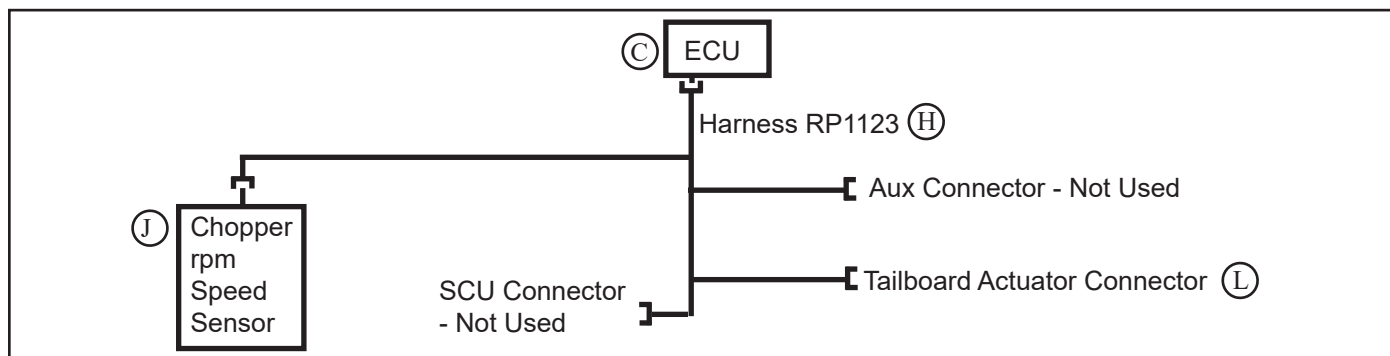 C ECU
Harness RP1123 H
Aux Connector - Not Used
J Chopper
rpm
Speed
Sensor
SCU Connector
- Not Used
Tailboard Actuator Connector L